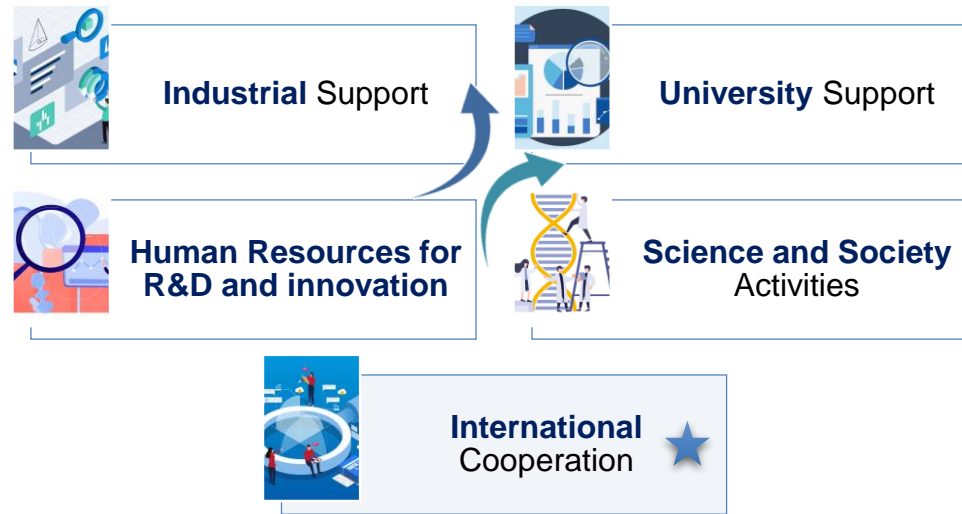 Industrial Support
University Support
Human Resources for
R&D and innovation
Science and Society
Activities
International
Cooperation